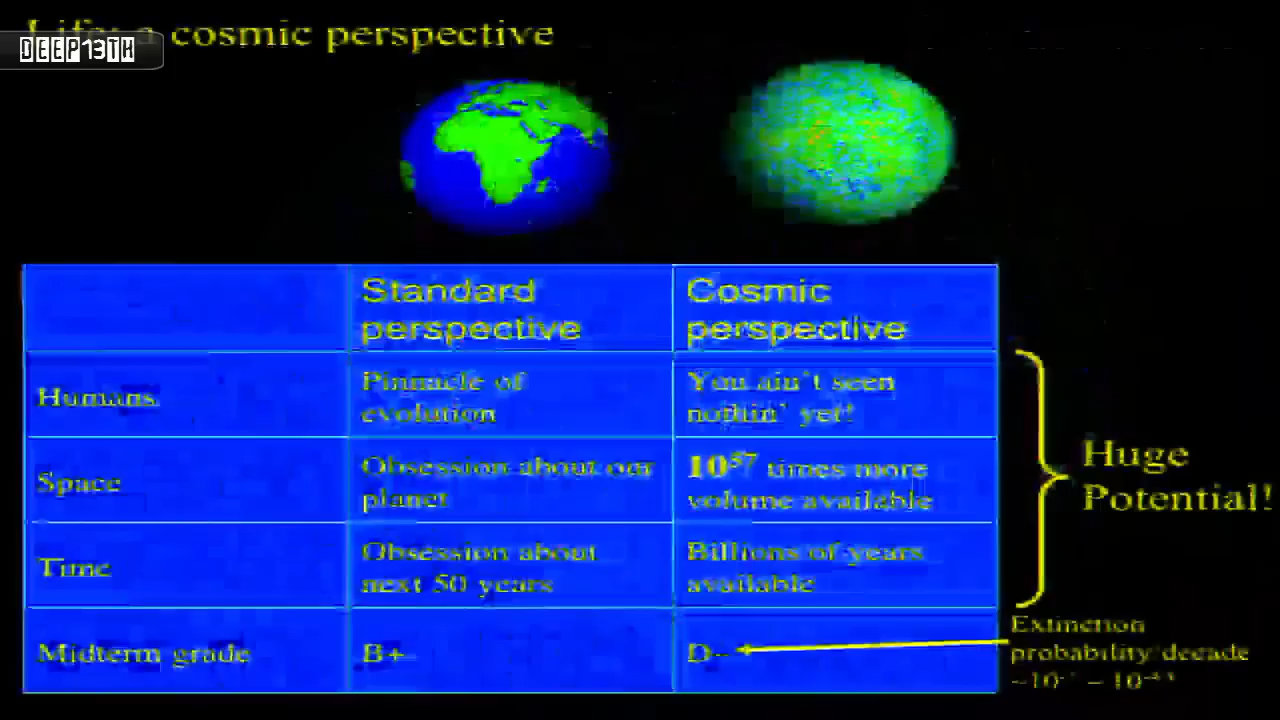 Life: a cosmic perspective
DEEP13TH
Standard
perspective
Cosmic
perspective
Humans
Pinnacle of
evolution
You ain't seen
nothin' yet!
Space
Obsession about our
planet
10⁵⁷ times more
volume available
Time
Obsession about
next 50 years
Billions of years
available
Huge
Potential!
Midterm grade
B+
D-
Extinction
probability/decade